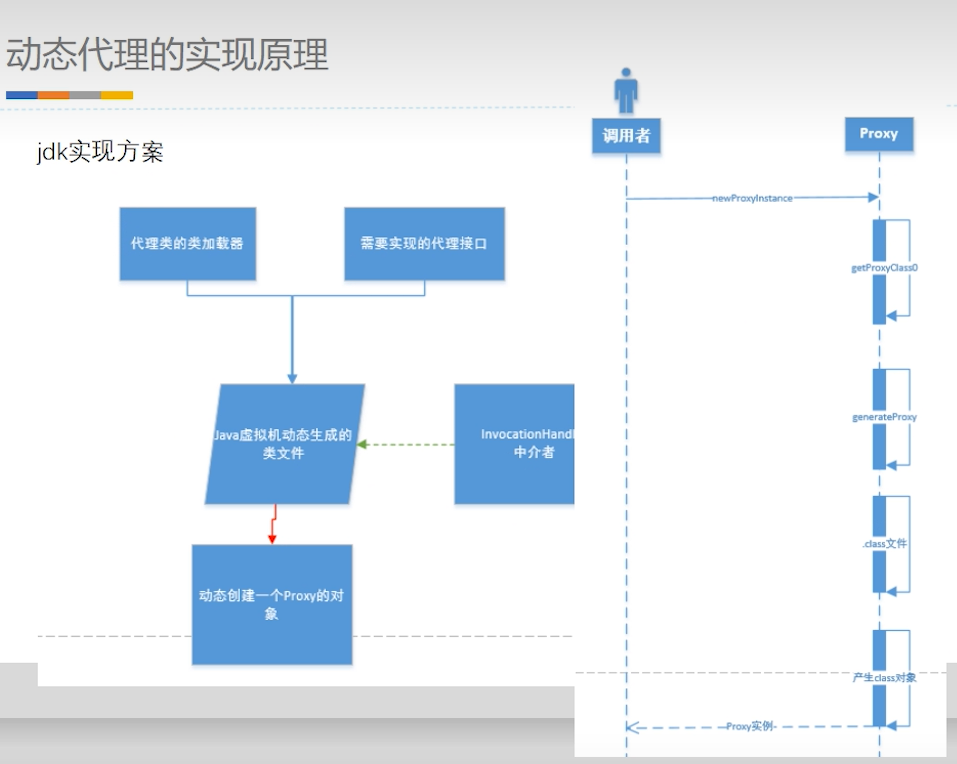 动态代理的实现原理
jdk实现方案
代理类的类加载器
需要实现的代理接口
Java虚拟机动态生成的
类文件
InvocationHandl
中介者
动态创建一个Proxy的对
象
调用者
Proxy
newProxyInstance
getProxyClass0
generateProxy
.class文件
产生class对象
Proxy实例